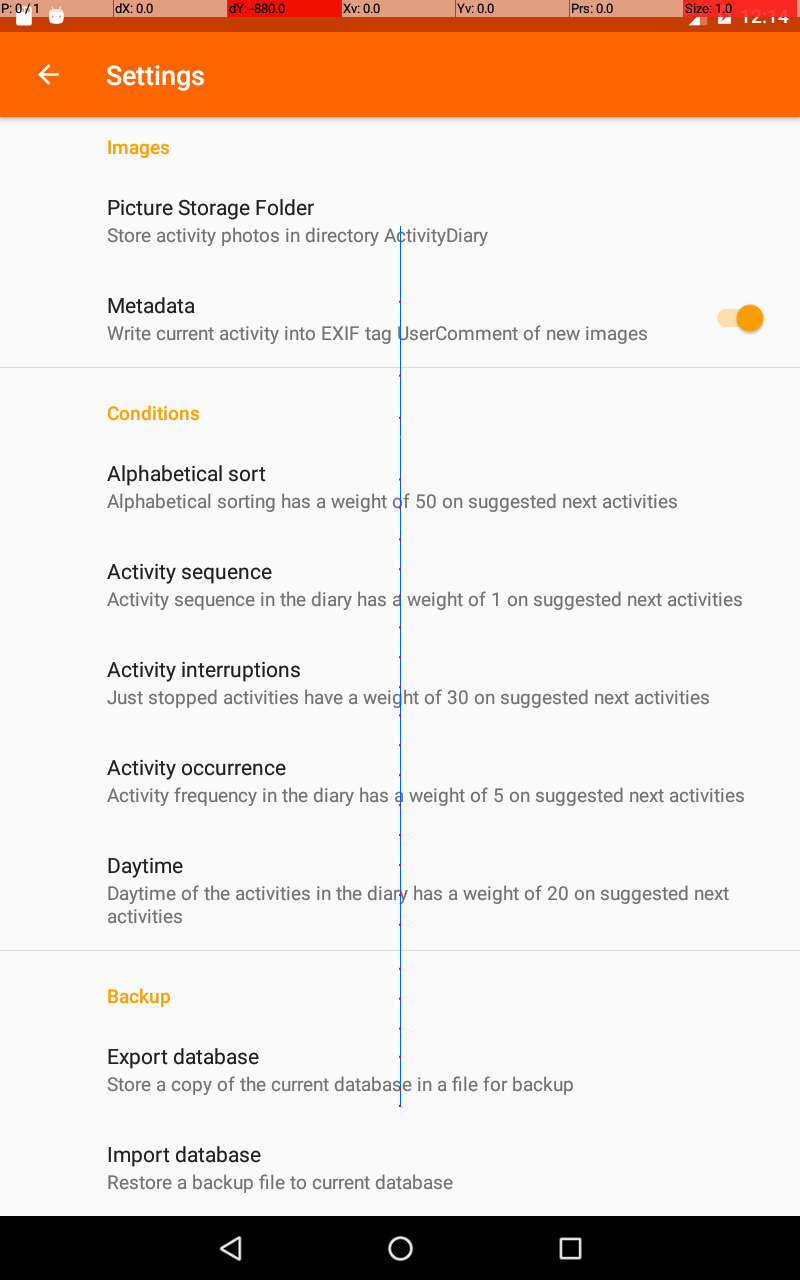 P: 0 / 1 dX: 0.0 dY: -880.0 Xv: 0.0 Yv: 0.0 Prs: 0.0 Size: 1.0
12:14
Settings
Images
Picture Storage Folder
Store activity photos in directory ActivityDiary
Metadata
Write current activity into EXIF tag UserComment of new images
Conditions
Alphabetical sort
Alphabetical sorting has a weight of 50 on suggested next activities
Activity sequence
Activity sequence in the diary has a weight of 1 on suggested next activities
Activity interruptions
Just stopped activities have a weight of 30 on suggested next activities
Activity occurrence
Activity frequency in the diary has a weight of 5 on suggested next activities
Daytime
Daytime of the activities in the diary has a weight of 20 on suggested next
activities
Backup
Export database
Store a copy of the current database in a file for backup
Import database
Restore a backup file to current database